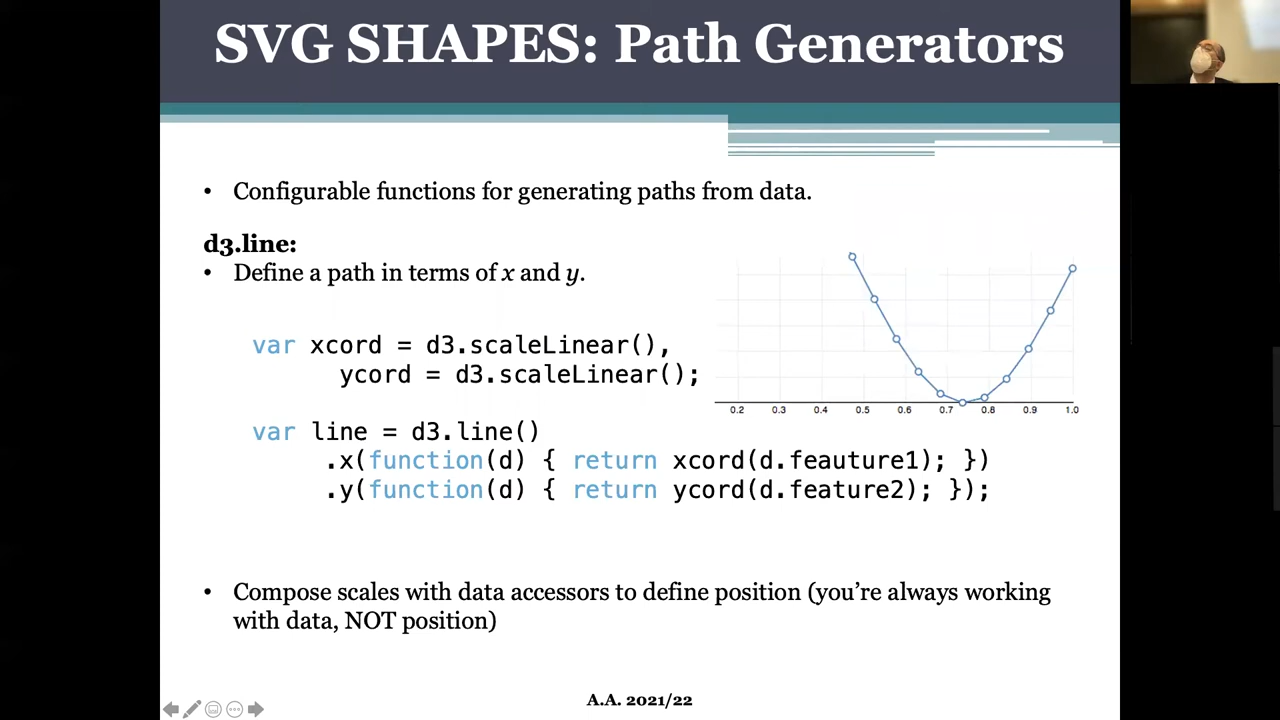 SVG SHAPES: Path Generators
• Configurable functions for generating paths from data.
d3.line:
• Define a path in terms of x and y.
var xcord = d3.scaleLinear(),
ycord = d3.scaleLinear();
0.2 0.3 0.4 0.5 0.6 0.7 0.8 0.9 1.0
var line = d3.line()
.x(function(d) { return xcord(d.feauture1); })
.y(function(d) { return ycord(d.feature2); });
• Compose scales with data accessors to define position (you’re always working
with data, NOT position)
A.A. 2021/22